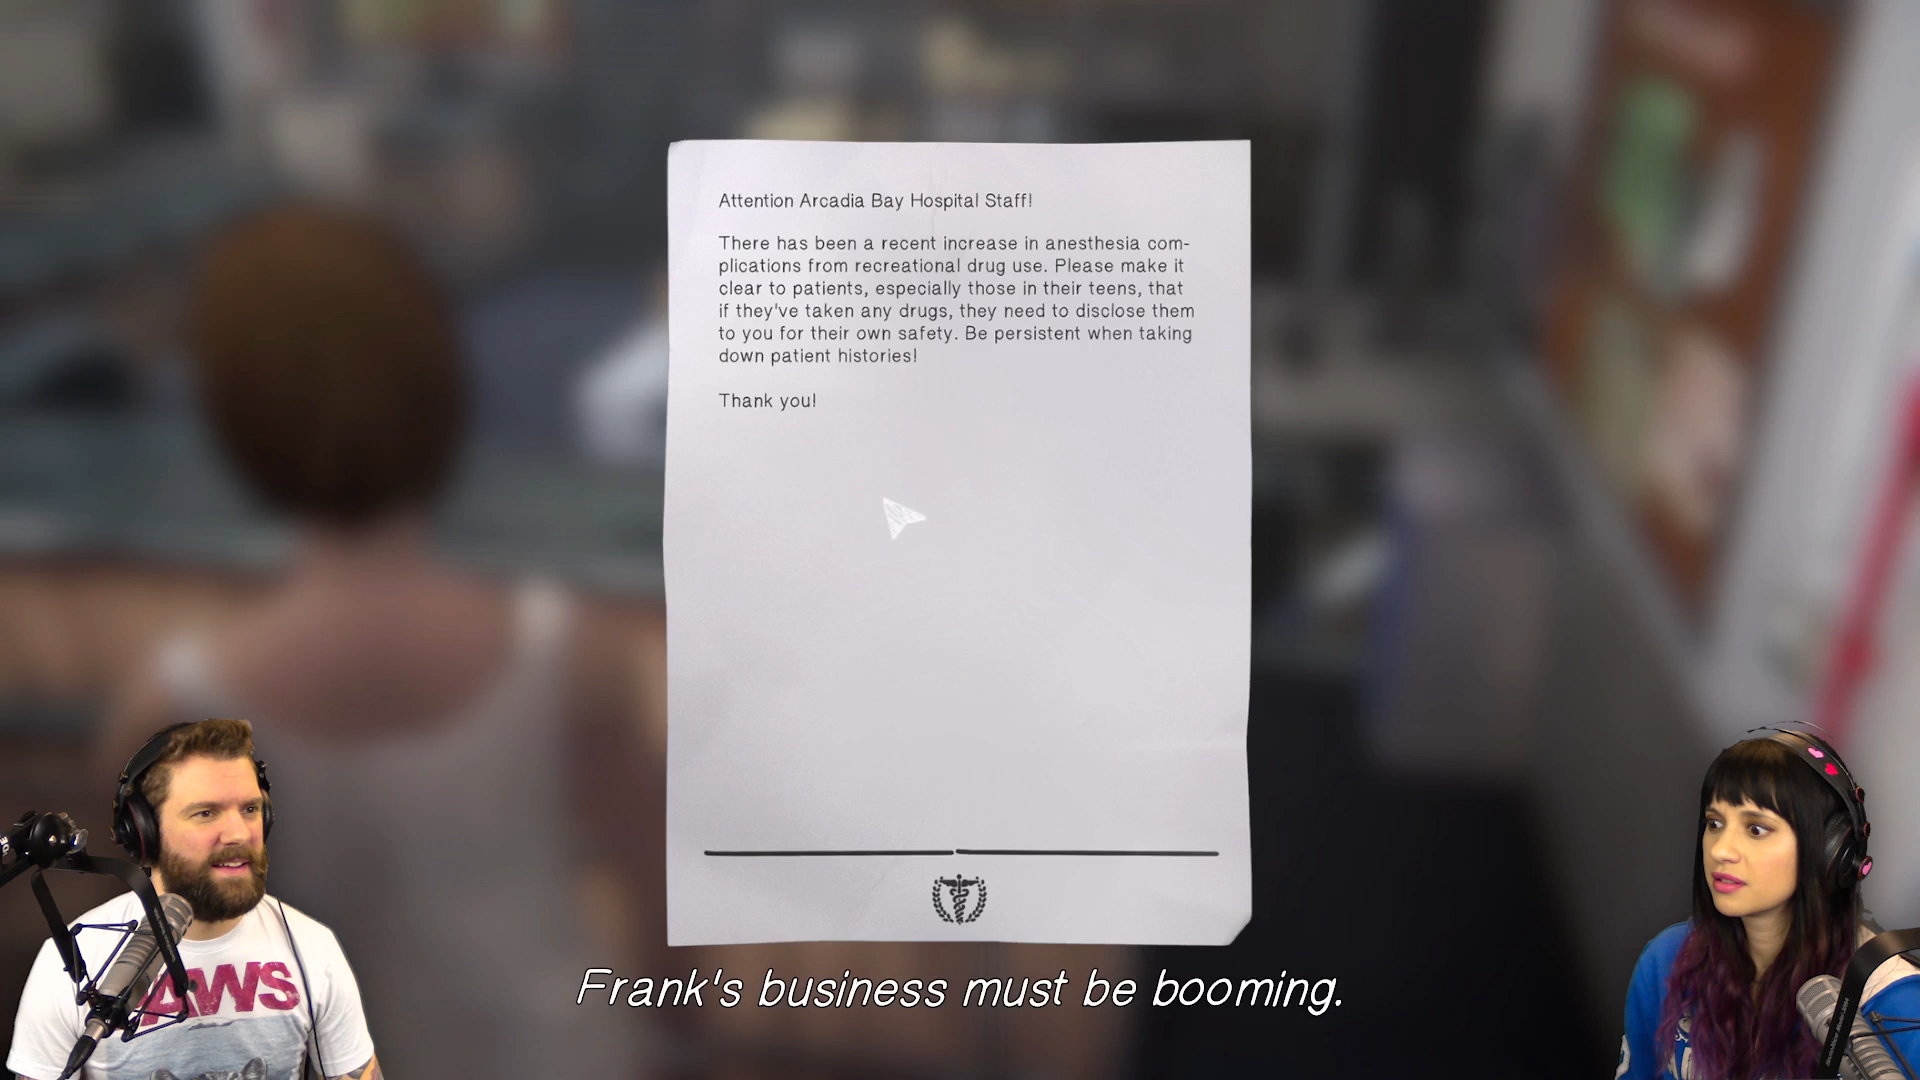 Attention Arcadia Bay Hospital Staff!
There has been a recent increase in anesthesia com-
plications from recreational drug use. Please make it
clear to patients, especially those in their teens, that
if they've taken any drugs, they need to disclose them
to you for their own safety. Be persistent when taking
down patient histories!
Thank you!
Frank's business must be booming.
JAWS